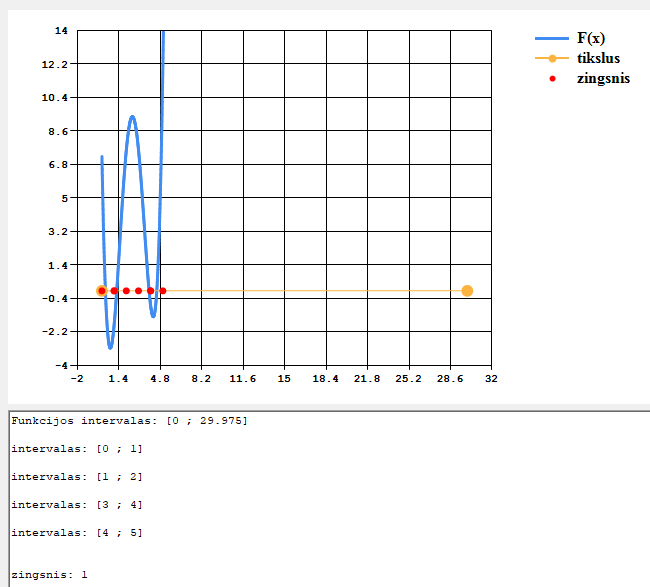 14
12.2
10.4
8.6
6.8
5
3.2
1.4
-0.4
-2.2
-4
-2 1.4 4.8 8.2 11.6 15 18.4 21.8 25.2 28.6 32
F(x)
tikslus
zingsnis
Funkcijos intervalas: [0 ; 29.975]
intervalas: [0 ; 1]
intervalas: [1 ; 2]
intervalas: [3 ; 4]
intervalas: [4 ; 5]
zingsnis: 1